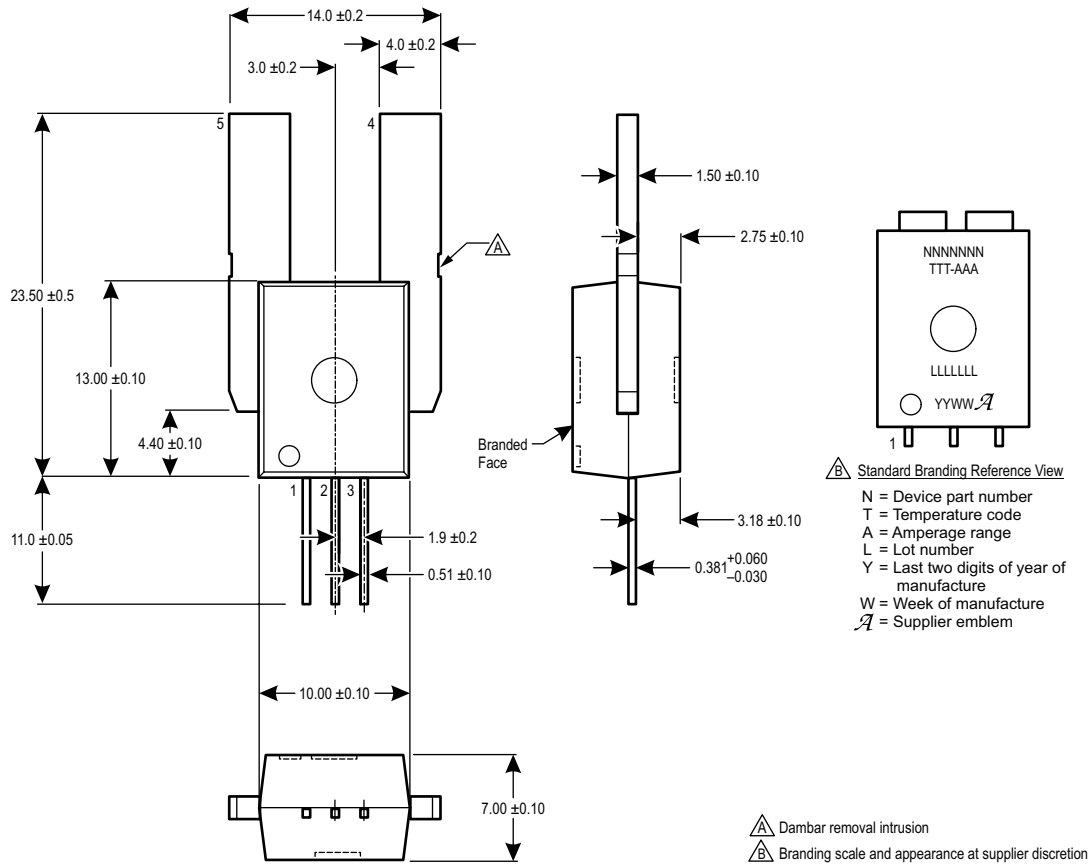 14.0 ±0.2
4.0 ±0.2
3.0 ±0.2
5
4
A
23.50 ±0.5
13.00 ±0.10
4.40 ±0.10
1
2
3
11.0 ±0.05
1.9 ±0.2
0.51 ±0.10
10.00 ±0.10
7.00 ±0.10
1.50 ±0.10
2.75 ±0.10
Branded
Face
3.18 ±0.10
0.381 +0.060
–0.030
NNNNNNN
TTT-AAA
LLLLLLL
YYWW A
1
B Standard Branding Reference View
N = Device part number
T = Temperature code
A = Amperage range
L = Lot number
Y = Last two digits of year of
manufacture
W = Week of manufacture
A = Supplier emblem
A Dambar removal intrusion
B Branding scale and appearance at supplier discretion